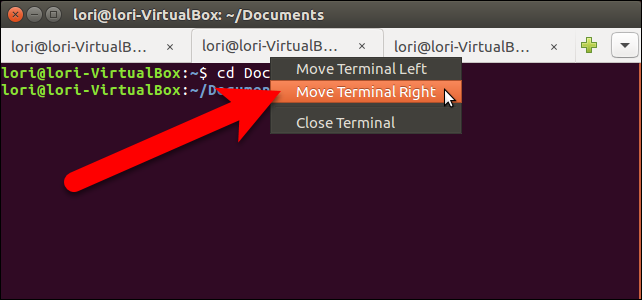 lori@lori-VirtualBox: ~/Documents
lori@lori-VirtualB... × lori@lori-VirtualB... × lori@lori-VirtualB... ×
lori@lori-VirtualBox:~$ cd Doc
lori@lori-VirtualBox:~/Documen
Move Terminal Left
Move Terminal Right
Close Terminal